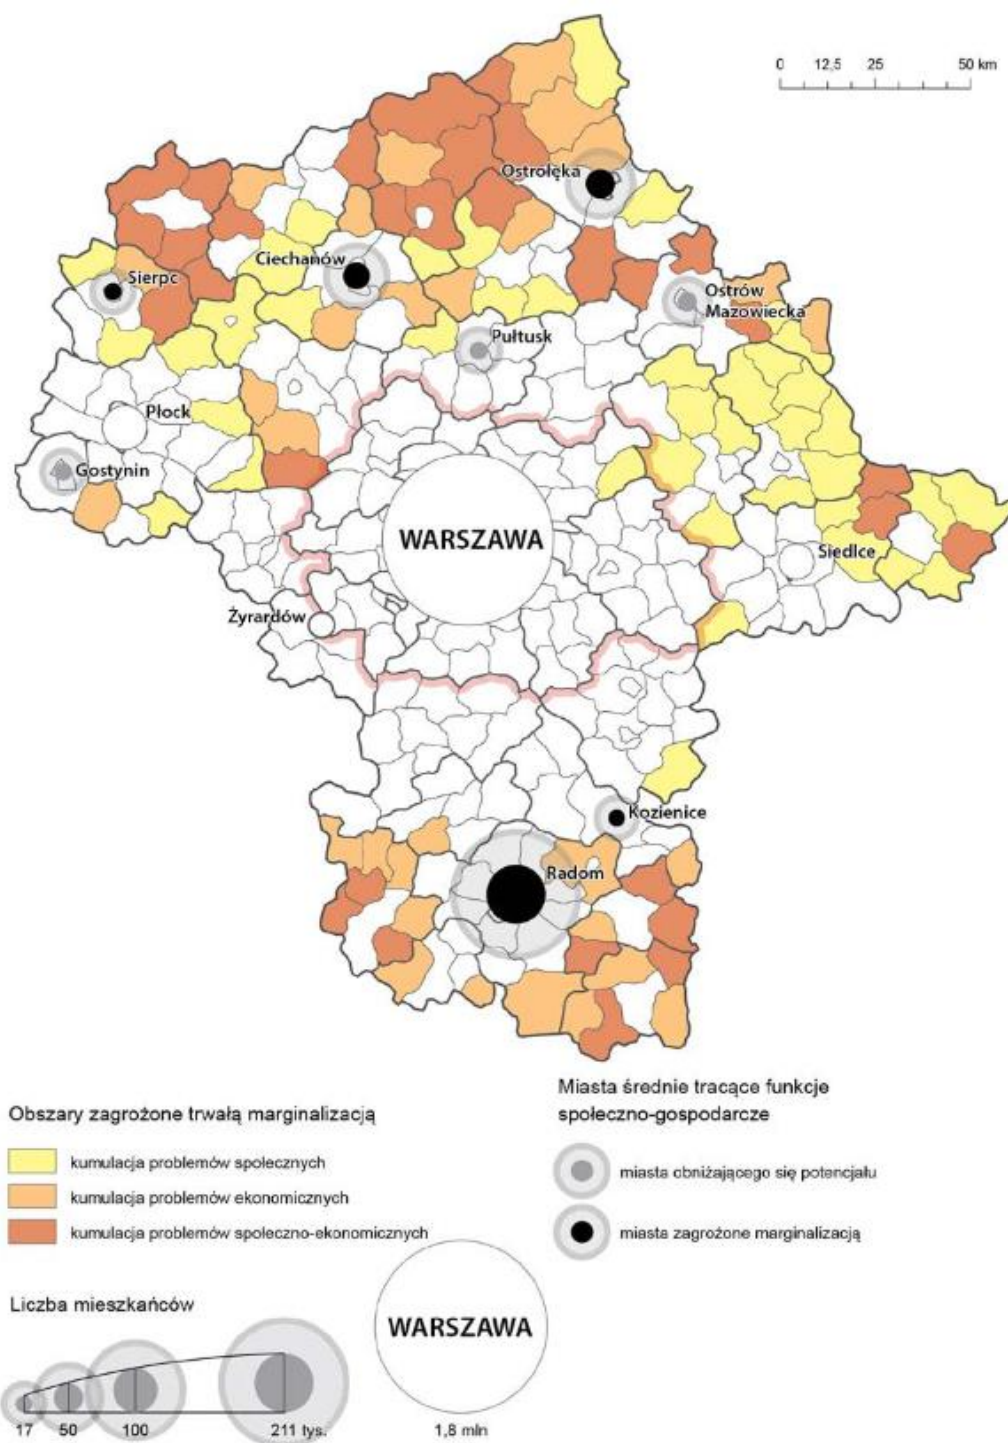 0 12,5 25 50 km
Ostrołęka
Ciechanów
Sierpc
Ostrów
Mazowiecka
Pułtusk
Płock
Gostynin
WARSZAWA
Siedlce
Żyrardów
Kozienice
Radom
Obszary zagrożone trwałą marginalizacją
kumulacja problemów społecznych
kumulacja problemów ekonomicznych
kumulacja problemów społeczno-ekonomicznych
Miasta średnie tracące funkcje
społeczno-gospodarcze
miasta obniżającego się potencjału
miasta zagrożone marginalizacją
Liczba mieszkańców
17 50 100 211 tys.
WARSZAWA
1,8 mln